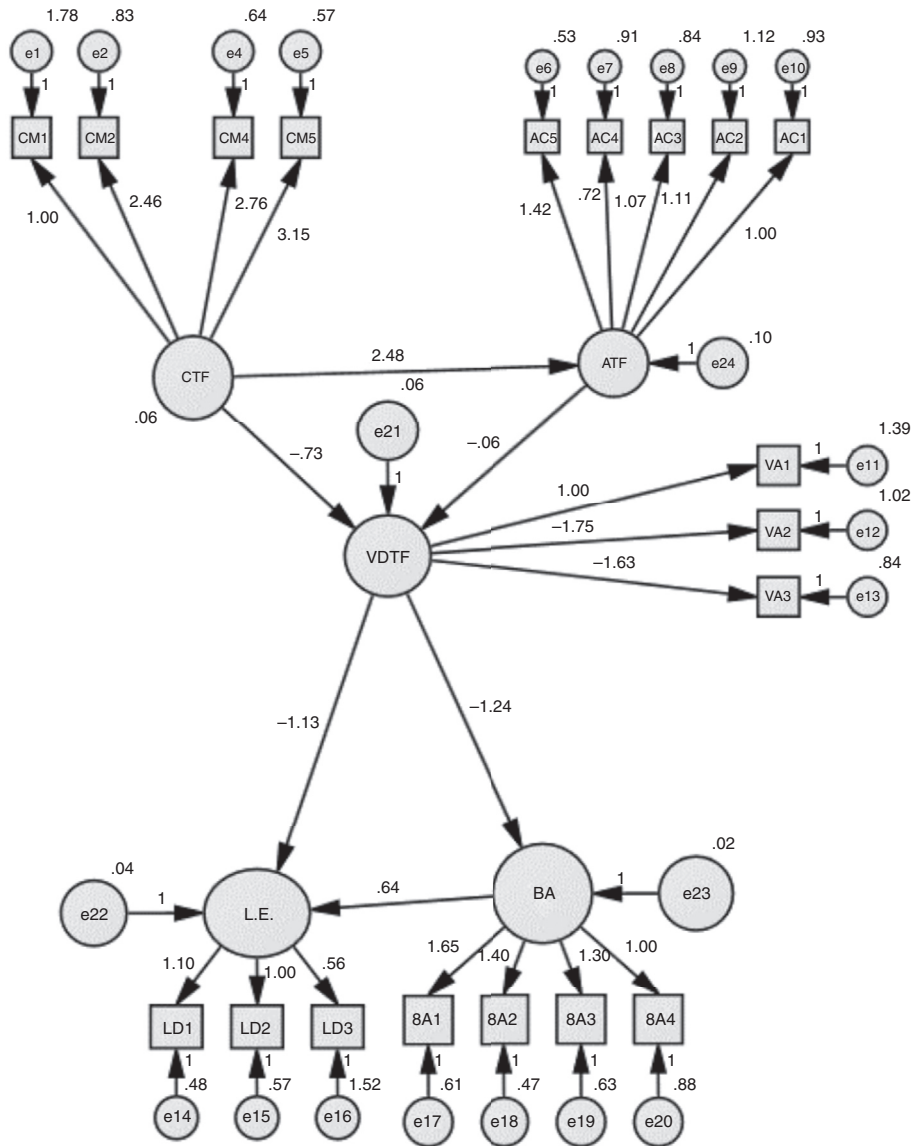 1.78 .83 .64 .57
e1 e2 e4 e5
1 1 1 1
CM1 CM2 CM4 CM5
1.00 2.46 2.76 3.15
.53 .91 .84 1.12 .93
e6 e7 e8 e9 e10
1 1 1 1 1
AC5 AC4 AC3 AC2 AC1
1.42 .72 1.07 1.11 1.00
CTF
.06
2.48
ATF
1
e24
.10
.06
e21
1
–.73
–.06
VDTF
1.00
VA1
1
e11
1.39
–1.75
VA2
1
e12
1.02
–1.63
VA3
1
e13
.84
–1.13
–1.24
.04
e22
1
L.E.
.64
BA
1
e23
.02
1.10 1.00 .56
LD1 LD2 LD3
1 1 1
.48 .57 1.52
e14 e15 e16
1.65 1.40 1.30 1.00
8A1 8A2 8A3 8A4
1 1 1 1
.61 .47 .63 .88
e17 e18 e19 e20